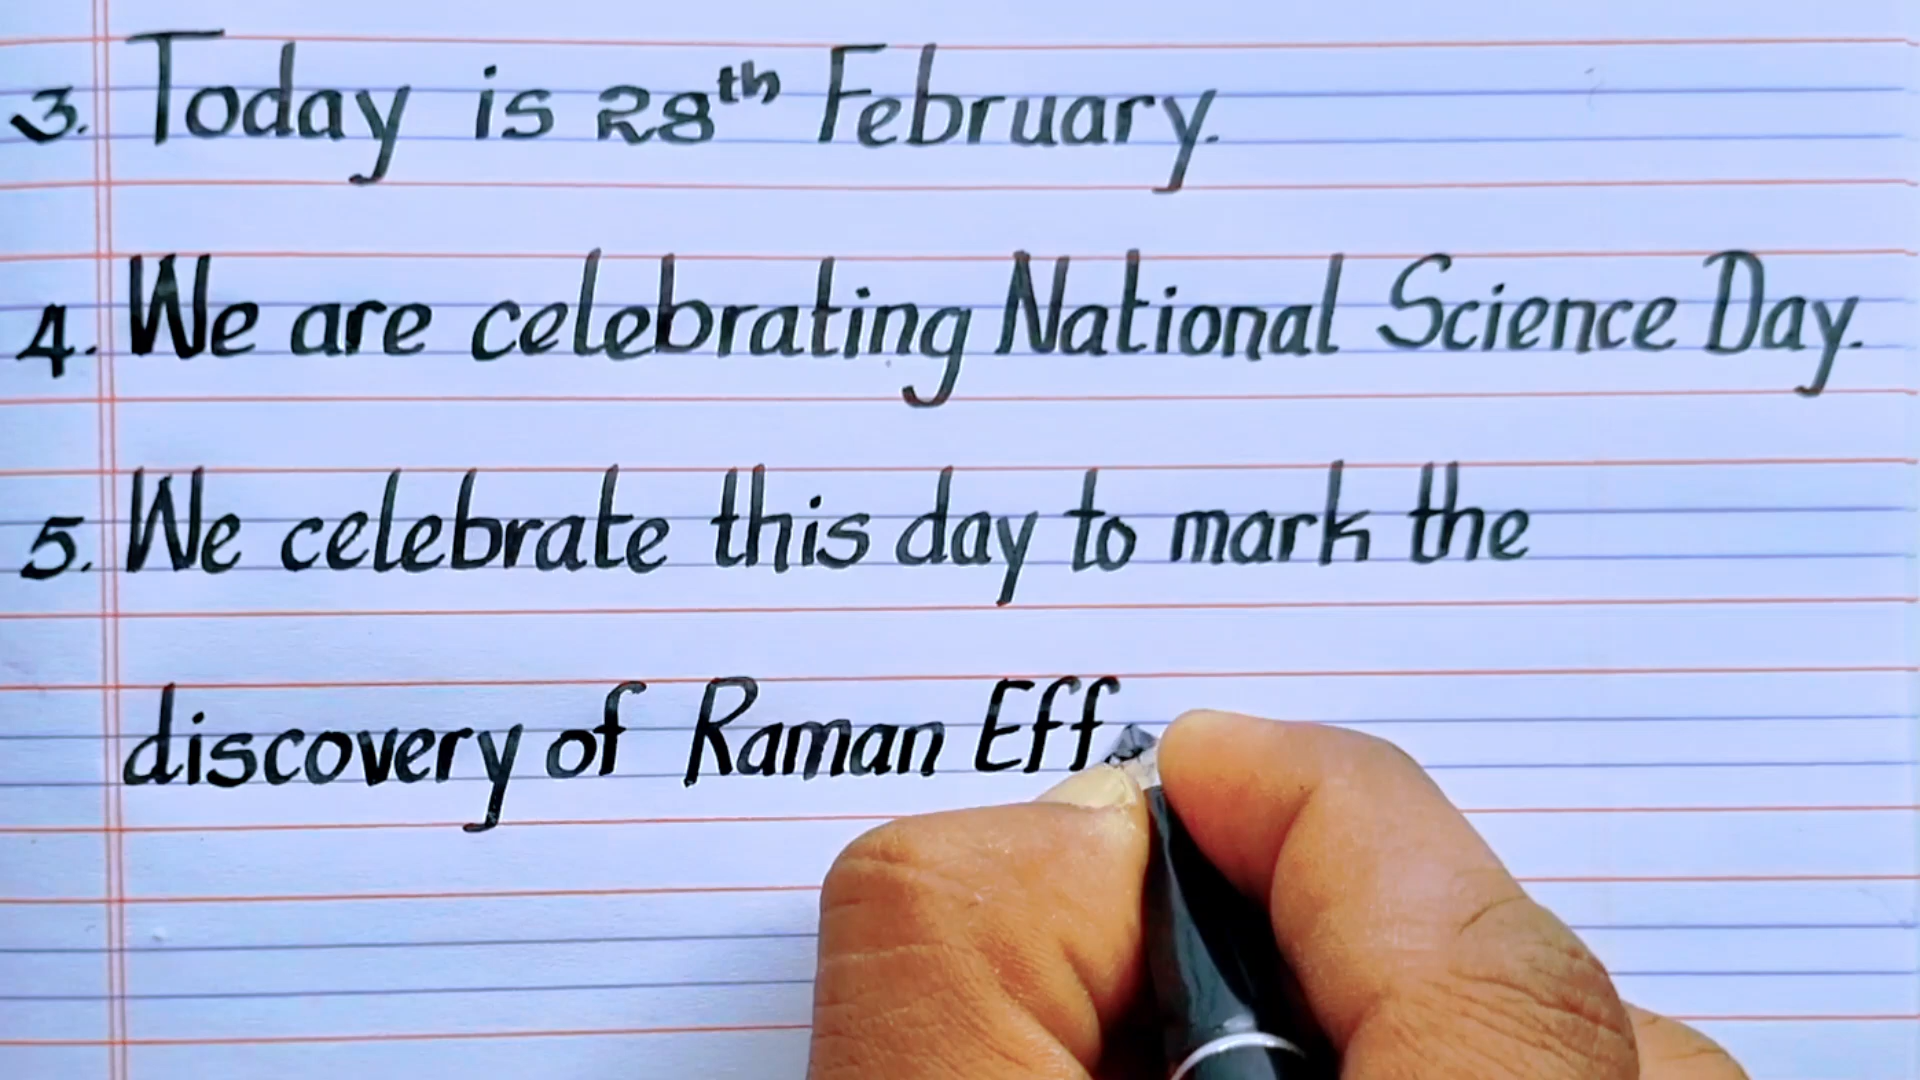 3. Today is 28th February.
4. We are celebrating National Science Day.
5. We celebrate this day to mark the
discovery of Raman Eff